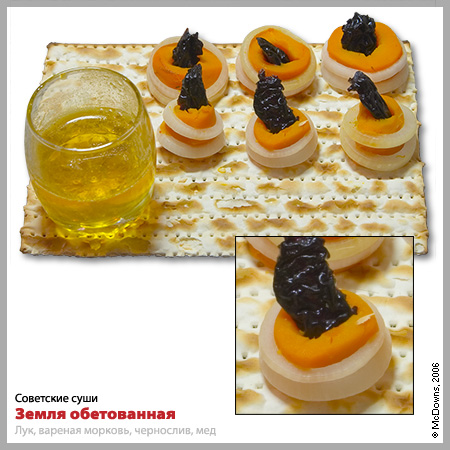 Советские суши
Земля обетованная
Лук, вареная морковь, чернослив, мед
© McDowns, 2006